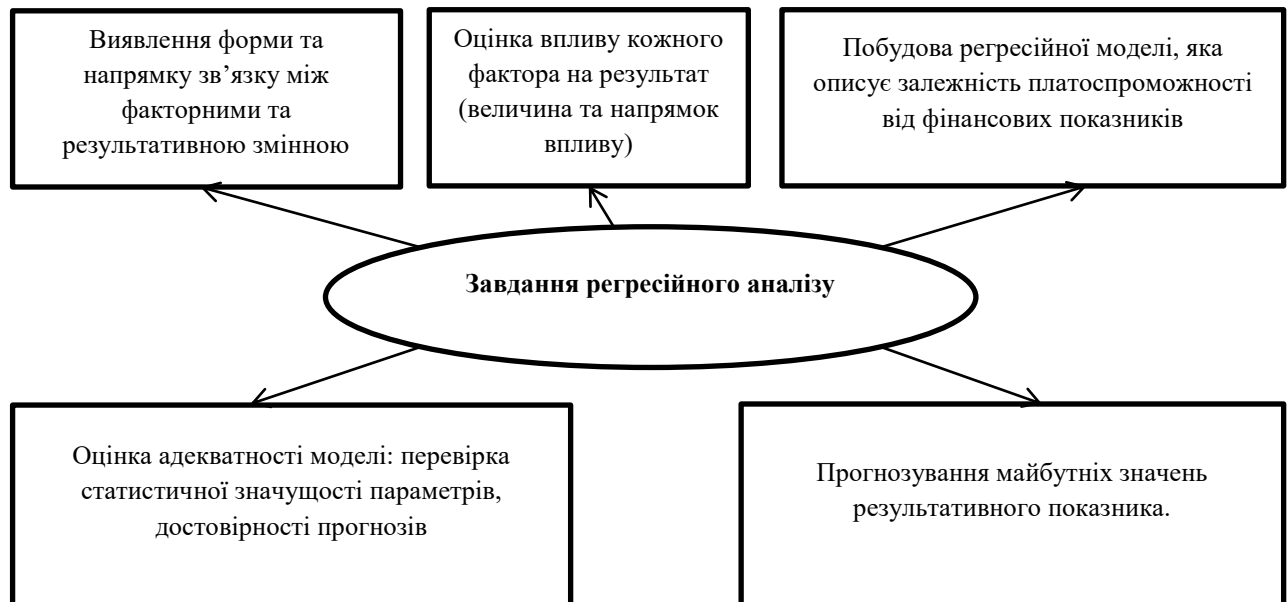 Виявлення форми та
напрямку зв’язку між
факторними та
результативною змінною
Оцінка впливу кожного
фактора на результат
(величина та напрямок
впливу)
Побудова регресійної моделі, яка
описує залежність платоспроможності
від фінансових показників
Завдання регресійного аналізу
Оцінка адекватності моделі: перевірка
статистичної значущості параметрів,
достовірності прогнозів
Прогнозування майбутніх значень
результативного показника.